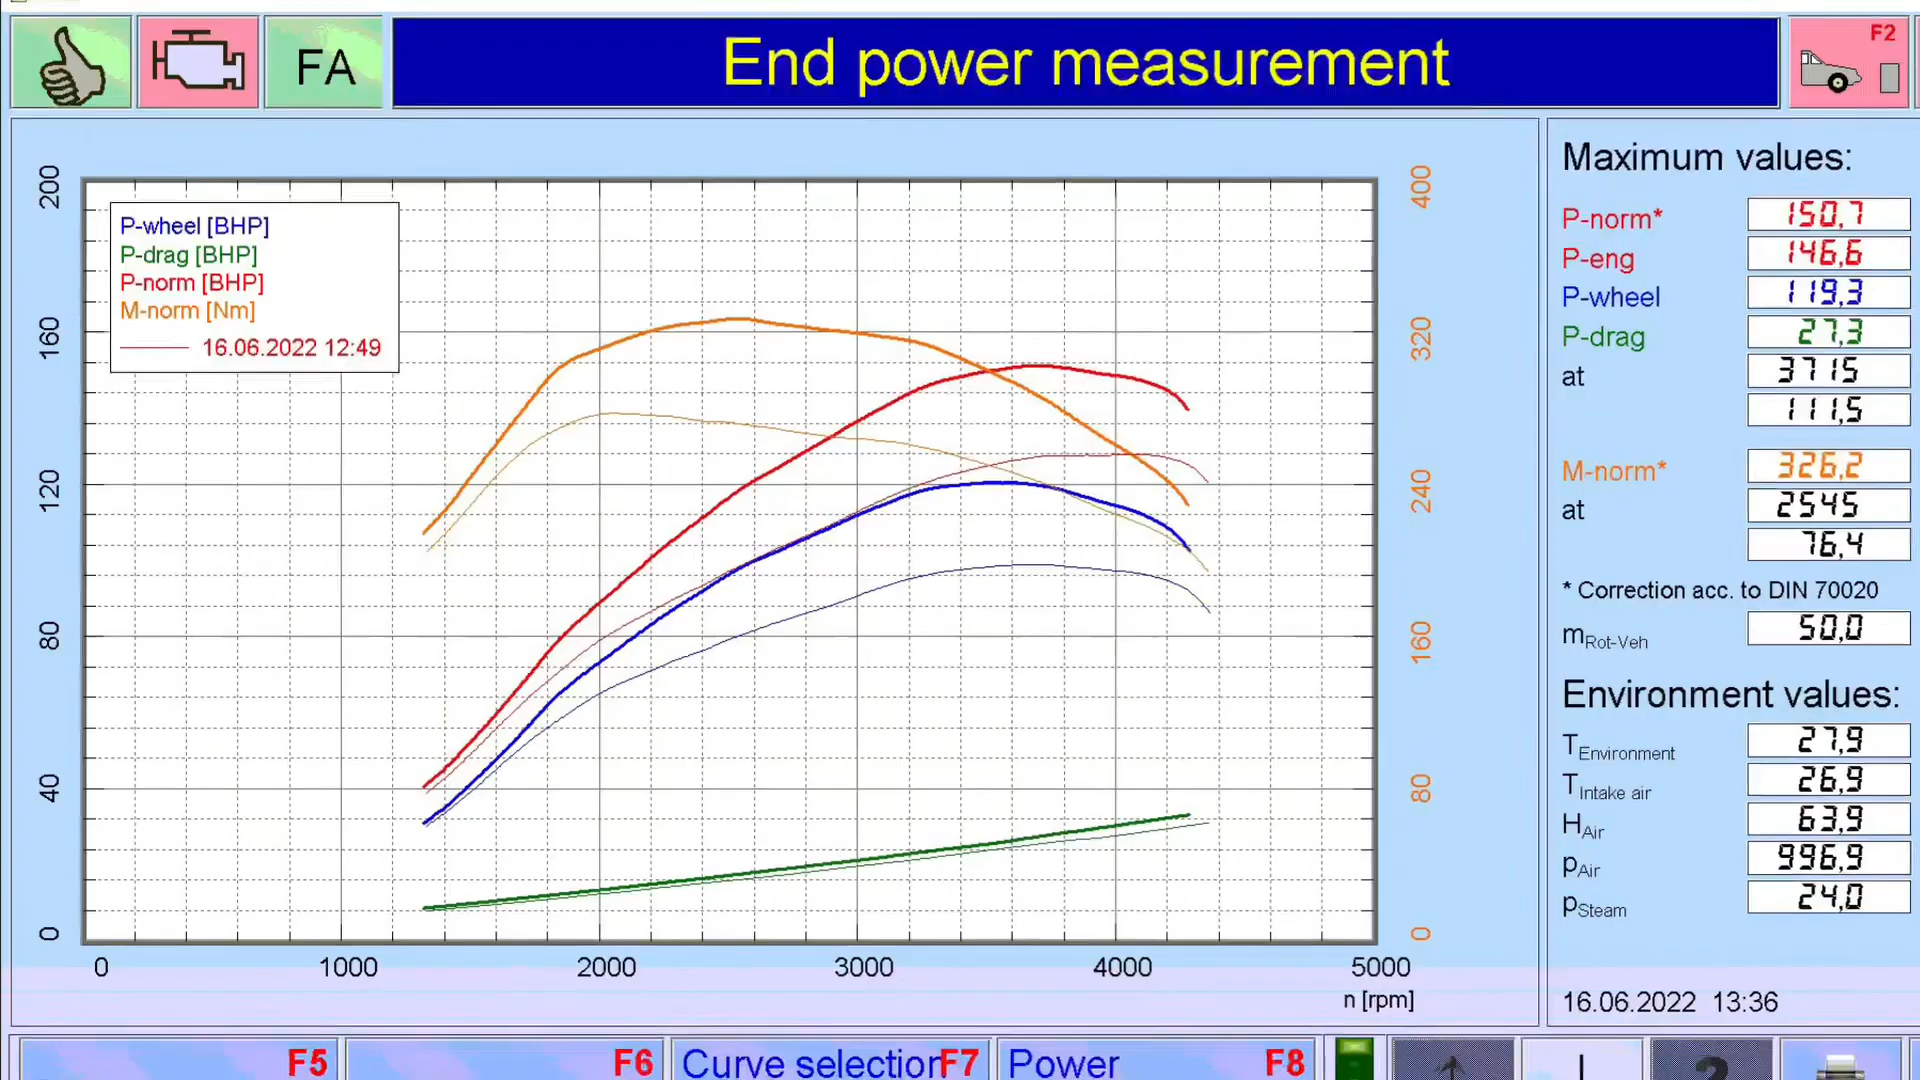 FA
End power measurement
F2
200
160
120
80
40
0
P-wheel [BHP]
P-drag [BHP]
P-norm [BHP]
M-norm [Nm]
16.06.2022 12:49
400
320
240
160
80
0
0 1000 2000 3000 4000 5000
n [rpm]
Maximum values:
P-norm* 150,7
P-eng 146,6
P-wheel 119,3
P-drag 27,3
at 3715
111,5
M-norm* 326,2
at 2545
76,4
* Correction acc. to DIN 70020
mRot-Veh 50,0
Environment values:
TEnvironment 27,9
TIntake air 26,9
HAir 63,9
pAir 996,9
pSteam 24,0
16.06.2022 13:36
F5
F6
Curve selection F7
Power F8